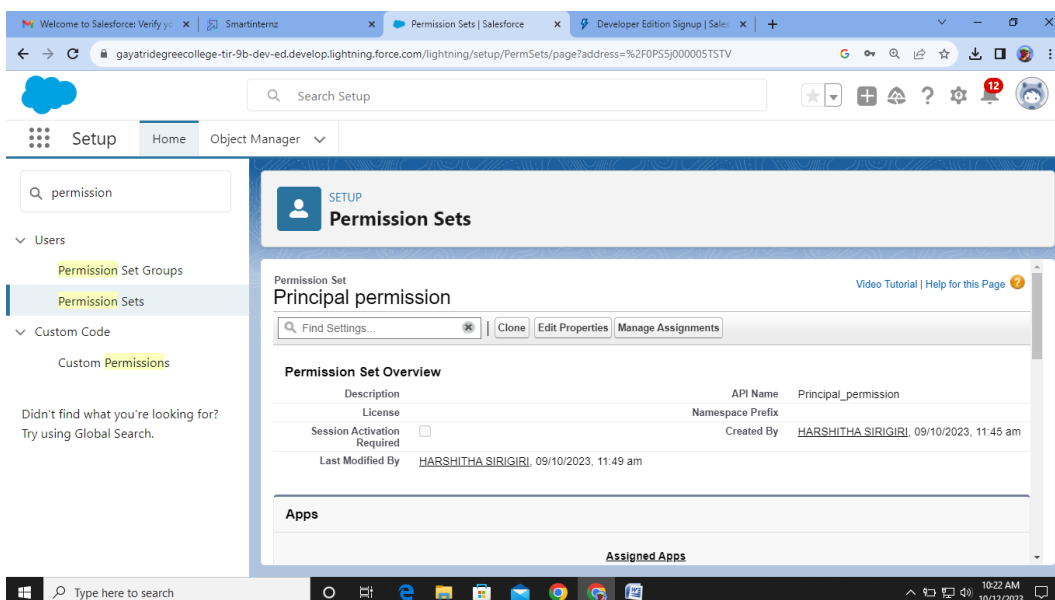 Welcome to Salesforce: Verify yo
Smartinternz
Permission Sets | Salesforce
Developer Edition Signup | Sales
gayatridegreecollege-tir-9b-dev-ed.develop.lightning.force.com/lightning/setup/PermSets/page?address=%2F0PS5j000005TSTV
Search Setup
12
Setup
Home
Object Manager
permission
SETUP
Permission Sets
Users
Permission Set Groups
Permission Sets
Custom Code
Custom Permissions
Didn't find what you're looking for?
Try using Global Search.
Permission Set
Principal permission
Video Tutorial | Help for this Page
Find Settings...
Clone
Edit Properties
Manage Assignments
Permission Set Overview
Description
API Name Principal_permission
License
Namespace Prefix
Session Activation
Required
Created By HARSHITHA SIRIGIRI, 09/10/2023, 11:45 am
Last Modified By HARSHITHA SIRIGIRI, 09/10/2023, 11:49 am
Apps
Assigned Apps
Type here to search
10:22 AM
10/12/2023